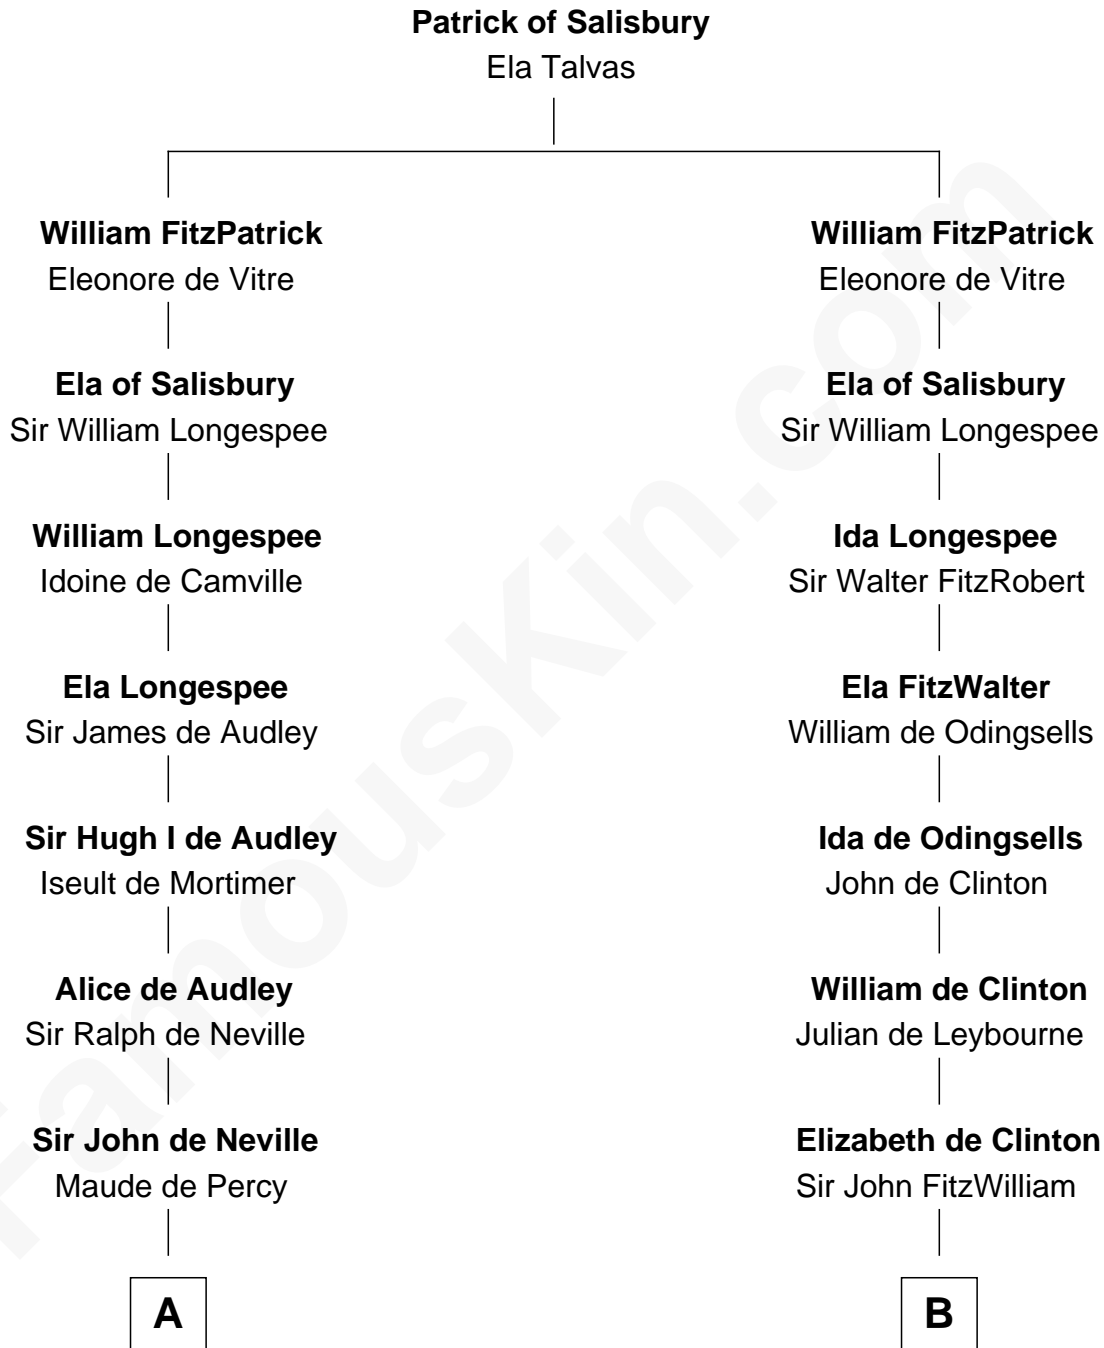 Patrick of Salisbury
Ela Talvas
William FitzPatrick
Eleonore de Vitre
Ela of Salisbury
Sir William Longespee
William Longespee
Idoine de Camville
Ela Longespee
Sir James de Audley
Sir Hugh I de Audley
Iseult de Mortimer
Alice de Audley
Sir Ralph de Neville
Sir John de Neville
Maude de Percy
A
William FitzPatrick
Eleonore de Vitre
Ela of Salisbury
Sir William Longespee
Ida Longespee
Sir Walter FitzRobert
Ela FitzWalter
William de Odingsells
Ida de Odingsells
John de Clinton
William de Clinton
Julian de Leybourne
Elizabeth de Clinton
Sir John FitzWilliam
B
FamousKin.com